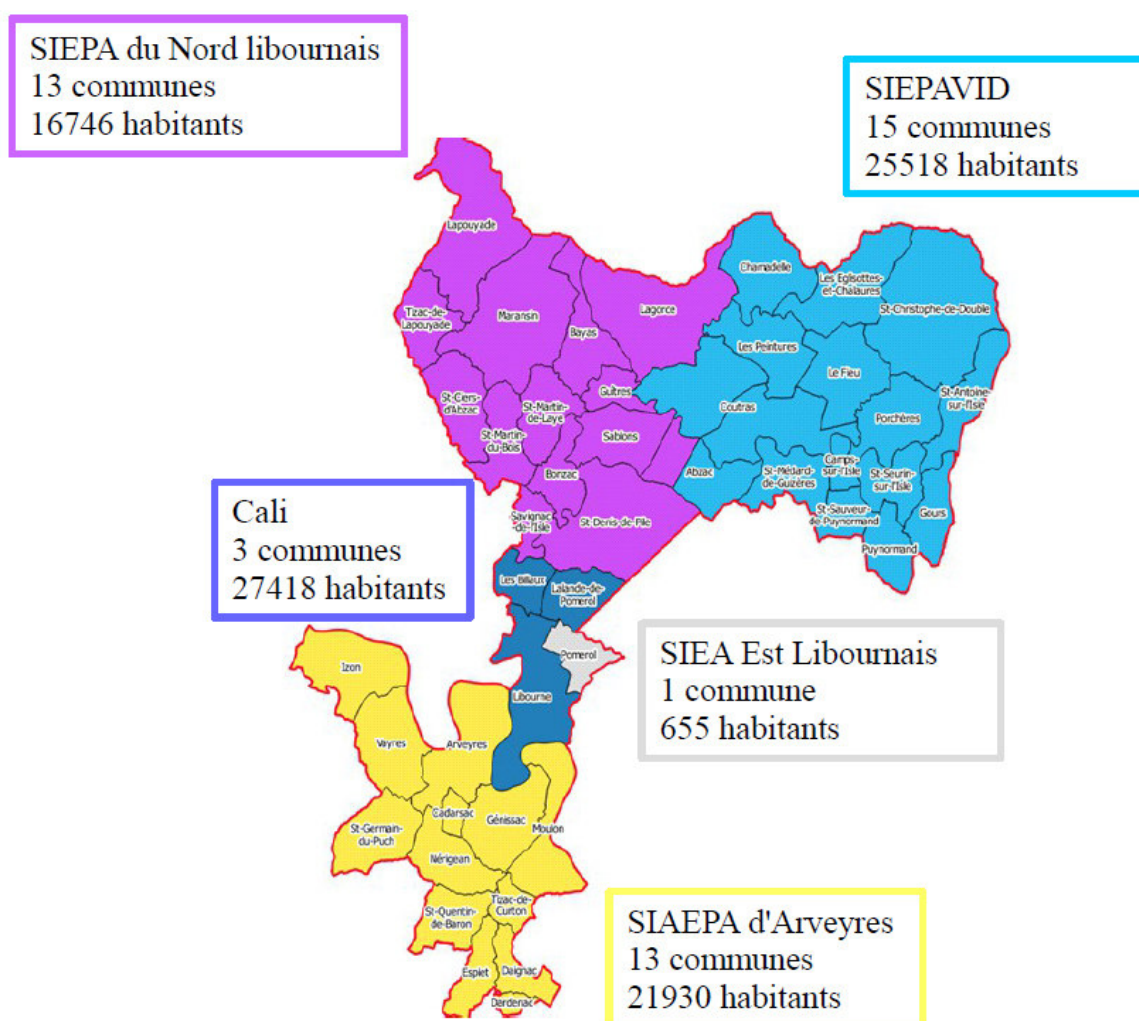 SIEPA du Nord libournais
13 communes
16746 habitants
SIEPAVID
15 communes
25518 habitants
Lapouyade
Chamadelle
Les Eglisottes-
et-Chalaures
St-Christophe-de-Double
Tizac-de-
Lapouyade
Maransin
Lagorce
Bayas
Les Peintures
Le Fieu
Guîtres
St-Antoine-
sur-l'Isle
St-Ciers-
d'Abzac
St-Martin-
de-Laye
Coutras
Porchères
St-Martin-
du-Bois
Sablons
Bonzac
Abzac
St-Médard-
de-Guizères
Camps-
sur-l'Isle
St-Seurin-
sur-l'Isle
Savignac-
de-l'Isle
St-Denis-de-Pile
St-Sauveur-
de-Puynormand
Gours
Puynormand
Cali
3 communes
27418 habitants
Les Billaux
Lalande-de-
Pomerol
Pomerol
SIEA Est Libournais
1 commune
655 habitants
Izon
Libourne
Vayres
Arveyres
Cadarsac
Génissac
Moulon
St-Germain-
du-Puch
Nérigean
Tizac-de-
Curton
St-Quentin-
de-Baron
Espiet
Daignac
Dardenac
SIAEPA d'Arveyres
13 communes
21930 habitants